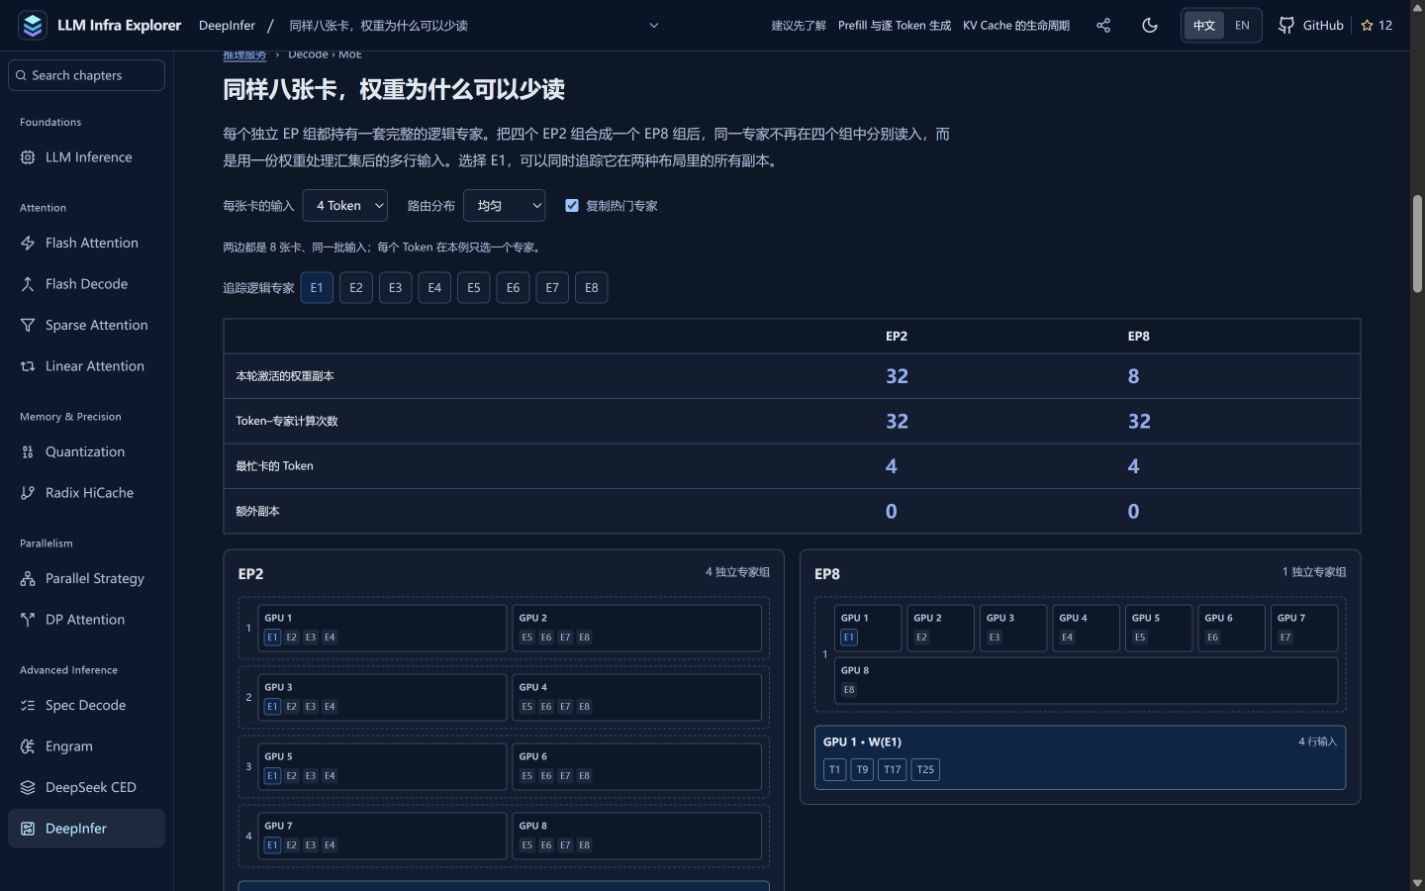 LLM Infra Explorer
DeepInfer / 同样八张卡，权重为什么可以少读
建议先了解 Prefill 与逐 Token 生成 KV Cache 的生命周期
中文 EN
GitHub
12
Search chapters
Foundations
LLM Inference
Attention
Flash Attention
Flash Decode
Sparse Attention
Linear Attention
Memory & Precision
Quantization
Radix HiCache
Parallelism
Parallel Strategy
DP Attention
Advanced Inference
Spec Decode
Engram
DeepSeek CED
DeepInfer
推理服务 › Decode › MoE
同样八张卡，权重为什么可以少读
每个独立 EP 组都持有一套完整的逻辑专家。把四个 EP2 组合成一个 EP8 组后，同一专家不再在四个组中分别读入，而
是用一份权重处理汇集后的多行输入。选择 E1，可以同时追踪它在两种布局里的所有副本。
每张卡的输入 4 Token 路由分布 均匀 复制热门专家
两边都是 8 张卡、同一批输入；每个 Token 在本例只选一个专家。
追踪逻辑专家 E1 E2 E3 E4 E5 E6 E7 E8
EP2 EP8
本轮激活的权重副本 32 8
Token–专家计算次数 32 32
最忙卡的 Token 4 4
额外副本 0 0
EP2 4 独立专家组
1
GPU 1 GPU 2
E1 E2 E3 E4 E5 E6 E7 E8
2
GPU 3 GPU 4
E1 E2 E3 E4 E5 E6 E7 E8
3
GPU 5 GPU 6
E1 E2 E3 E4 E5 E6 E7 E8
4
GPU 7 GPU 8
E1 E2 E3 E4 E5 E6 E7 E8
EP8 1 独立专家组
1
GPU 1 GPU 2 GPU 3 GPU 4 GPU 5 GPU 6 GPU 7
E1 E2 E3 E4 E5 E6 E7
GPU 8
E8
GPU 1 • W(E1) 4 行输入
T1 T9 T17 T25